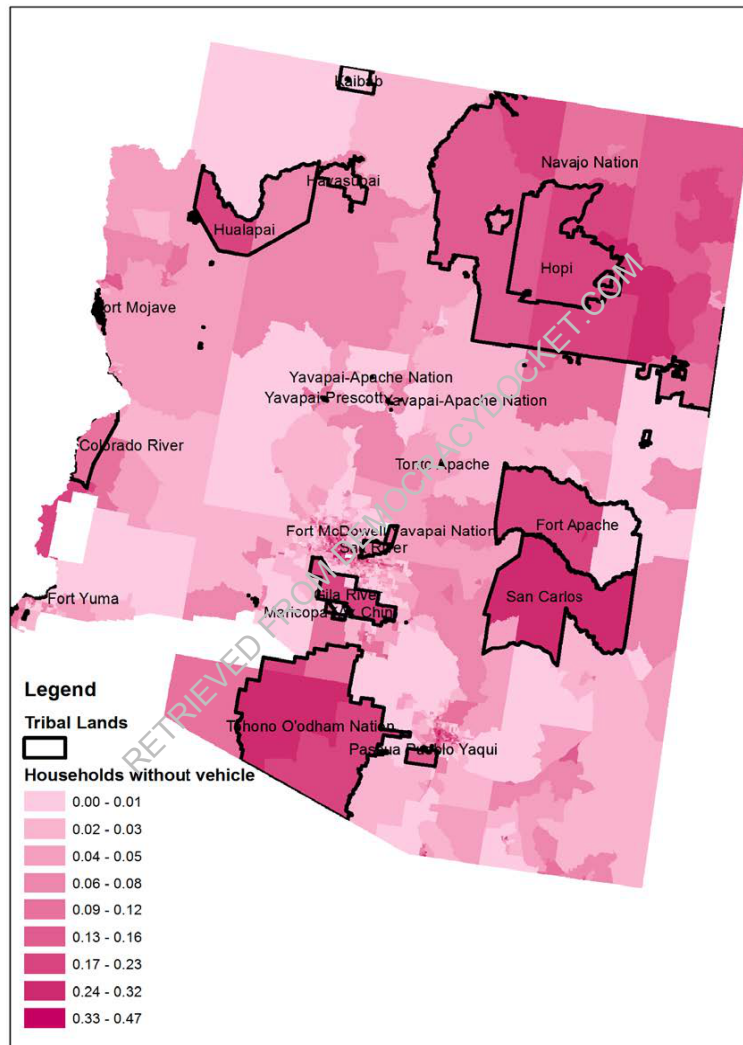 Kaibab
Navajo Nation
Havasupai
Hualapai
Hopi
Fort Mojave
Yavapai-Apache Nation
Yavapai-Prescott
Yavapai-Apache Nation
Colorado River
Tonto Apache
Fort McDowell Yavapai Nation
Fort Apache
Salt River
Gila River
San Carlos
Fort Yuma
Maricopa (Ak Chin)
Tohono O'odham Nation
Pascua Pueblo Yaqui
RETRIEVED FROM DEMOCRACYDOCKET.COM
Legend
Tribal Lands
Households without vehicle
0.00 - 0.01
0.02 - 0.03
0.04 - 0.05
0.06 - 0.08
0.09 - 0.12
0.13 - 0.16
0.17 - 0.23
0.24 - 0.32
0.33 - 0.47